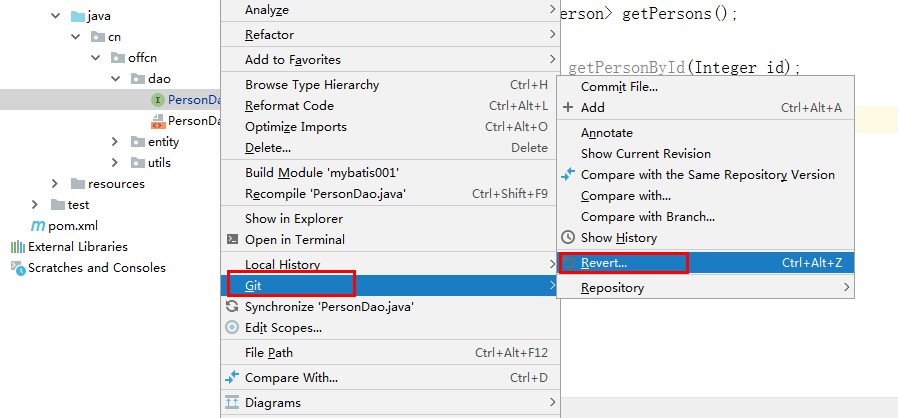 java
cn
offcn
dao
PersonDa
PersonDa
entity
utils
resources
test
pom.xml
External Libraries
Scratches and Consoles
Analyze
Refactor
Add to Favorites
Browse Type Hierarchy Ctrl+H
Reformat Code Ctrl+Alt+L
Optimize Imports Ctrl+Alt+O
Delete... Delete
Build Module 'mybatis001'
Recompile 'PersonDao.java' Ctrl+Shift+F9
Show in Explorer
Open in Terminal
Local History
Git
Synchronize 'PersonDao.java'
Edit Scopes...
File Path Ctrl+Alt+F12
Compare With... Ctrl+D
Diagrams
erson> getPersons();
getPersonById(Integer id);
Commit File...
Add Ctrl+Alt+A
Annotate
Show Current Revision
Compare with the Same Repository Version
Compare with...
Compare with Branch...
Show History
Revert... Ctrl+Alt+Z
Repository